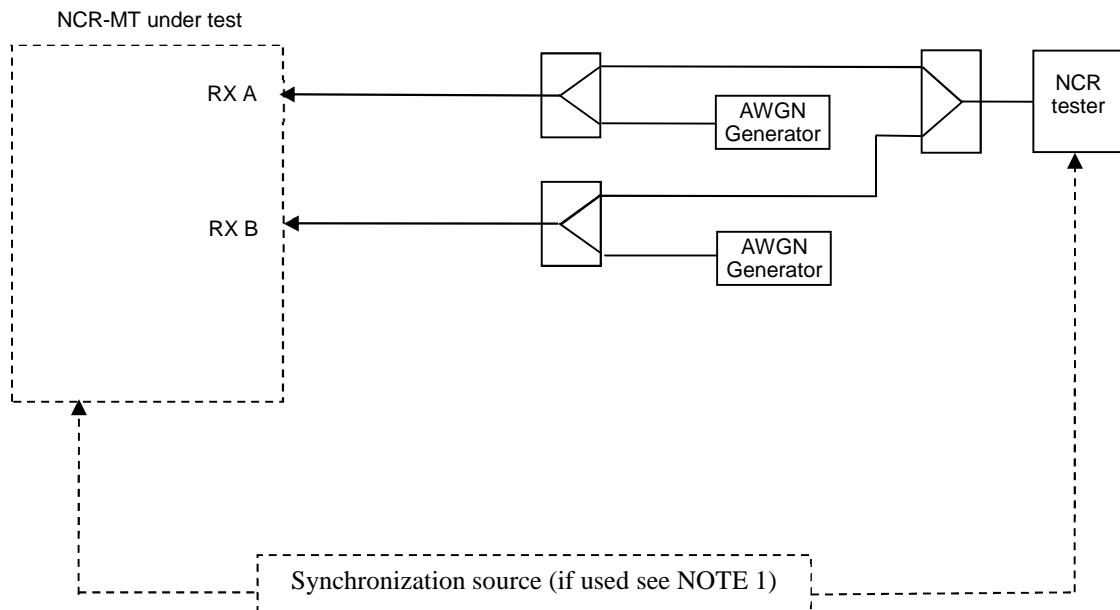 NCR-MT under test
RX A
AWGN
Generator
NCR
tester
RX B
AWGN
Generator
Synchronization source (if used see NOTE 1)